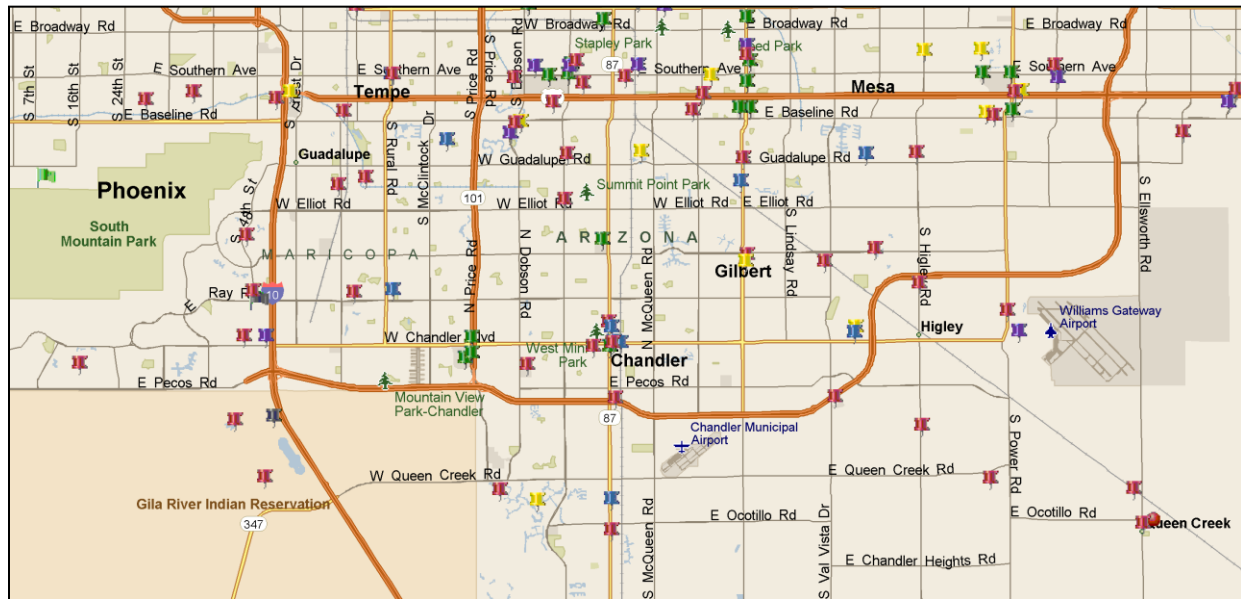 E Broadway Rd
W Broadway Rd
E Broadway Rd
Stapley Park
87
Reed Park
S 7th St
S 16th St
S 24th St
E Southern Ave
S Priest Dr
E Southern Ave
S Price Rd
S Price Rd
S Dobson Rd
E Southern Ave
E Southern Ave
Tempe
Mesa
E Baseline Rd
E Baseline Rd
S Rural Rd
S McClintock Dr
Guadalupe
W Guadalupe Rd
E Guadalupe Rd
Phoenix
South
Mountain Park
S 48th St
101
Summit Point Park
W Elliot Rd
W Elliot Rd
W Elliot Rd
E Elliot Rd
S Ellsworth Rd
MARICOPA
ARIZONA
N Price Rd
N Dobson Rd
N McQueen Rd
S Lindsay Rd
S Higley Rd
Gilbert
E
Ray
10
W Chandler Blvd
Higley
Williams Gateway
Airport
West Mini
Park
Chandler
E Pecos Rd
E Pecos Rd
Mountain View
Park-Chandler
87
Chandler Municipal
Airport
S Power Rd
W Queen Creek Rd
E Queen Creek Rd
Gila River Indian Reservation
347
S McQueen Rd
E Ocotillo Rd
S Val Vista Dr
E Ocotillo Rd
Queen Creek
E Chandler Heights Rd